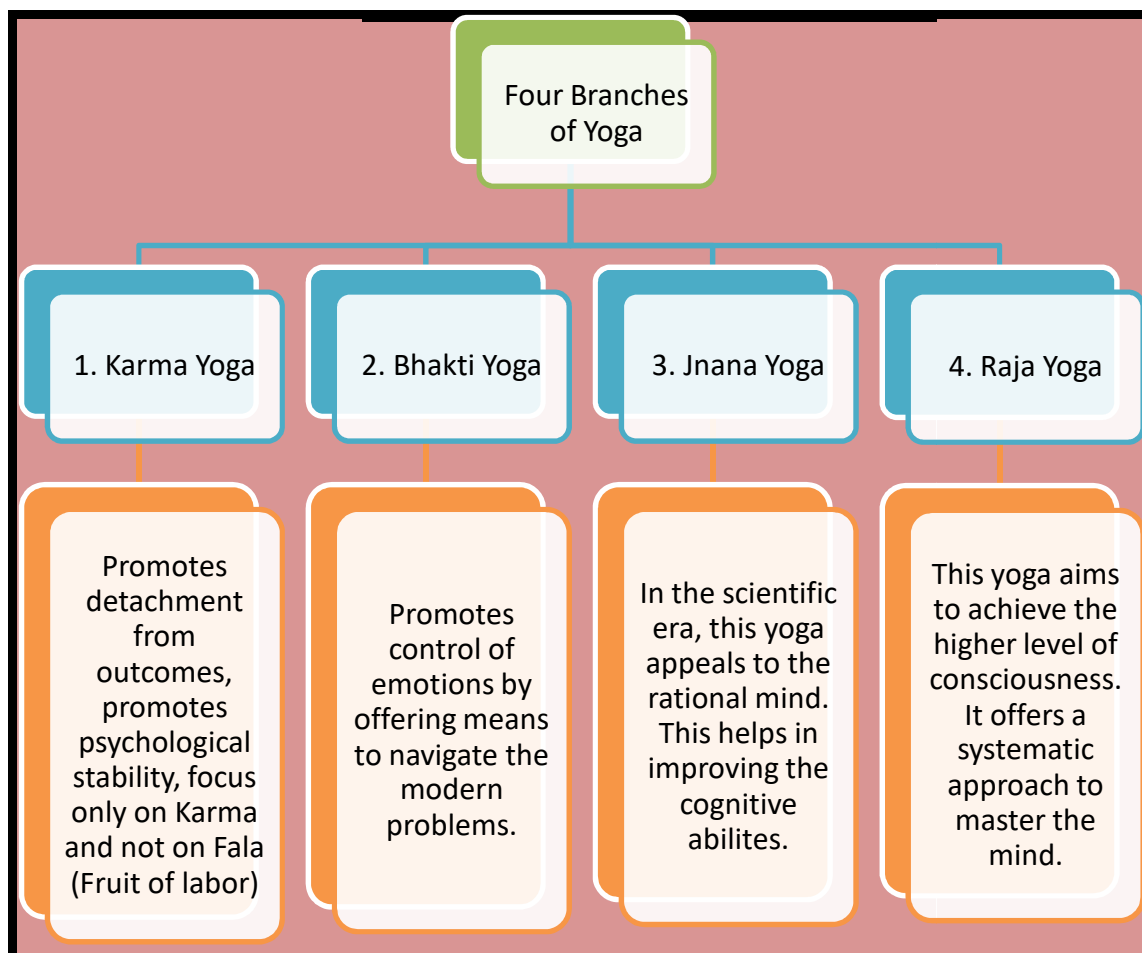 Four Branches
of Yoga
1. Karma Yoga
2. Bhakti Yoga
3. Jnana Yoga
4. Raja Yoga
Promotes
detachment
from
outcomes,
promotes
psychological
stability, focus
only on Karma
and not on Fala
(Fruit of labor)
Promotes
control of
emotions by
offering means
to navigate the
modern
problems.
In the scientific
era, this yoga
appeals to the
rational mind.
This helps in
improving the
cognitive
abilites.
This yoga aims
to achieve the
higher level of
consciousness.
It offers a
systematic
approach to
master the
mind.